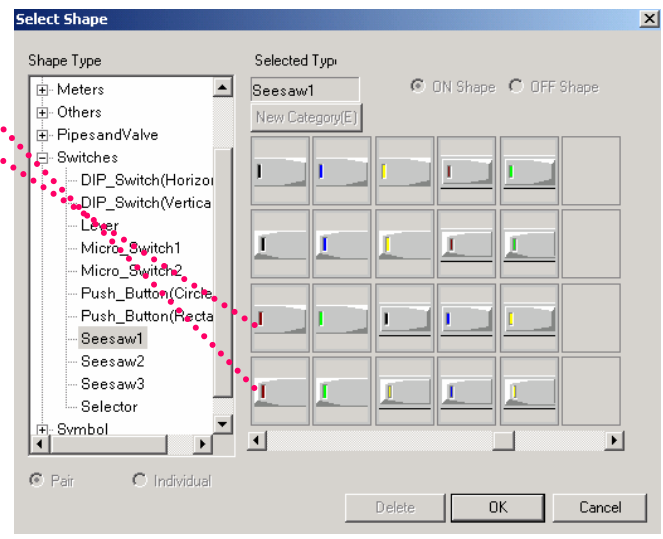 Select Shape
Shape Type
Selected Typ
Meters
Others
PipesandValve
Switches
DIP_Switch(Horizor
DIP_Switch(Vertica
Lever
Micro_Switch1
Micro_Switch2
Push_Button(Circle
Push_Button(Recta
Seesaw1
Seesaw2
Seesaw3
Selector
Symbol
Seesaw1
ON Shape OFF Shape
New Category(E)
Pair Individual
Delete OK Cancel